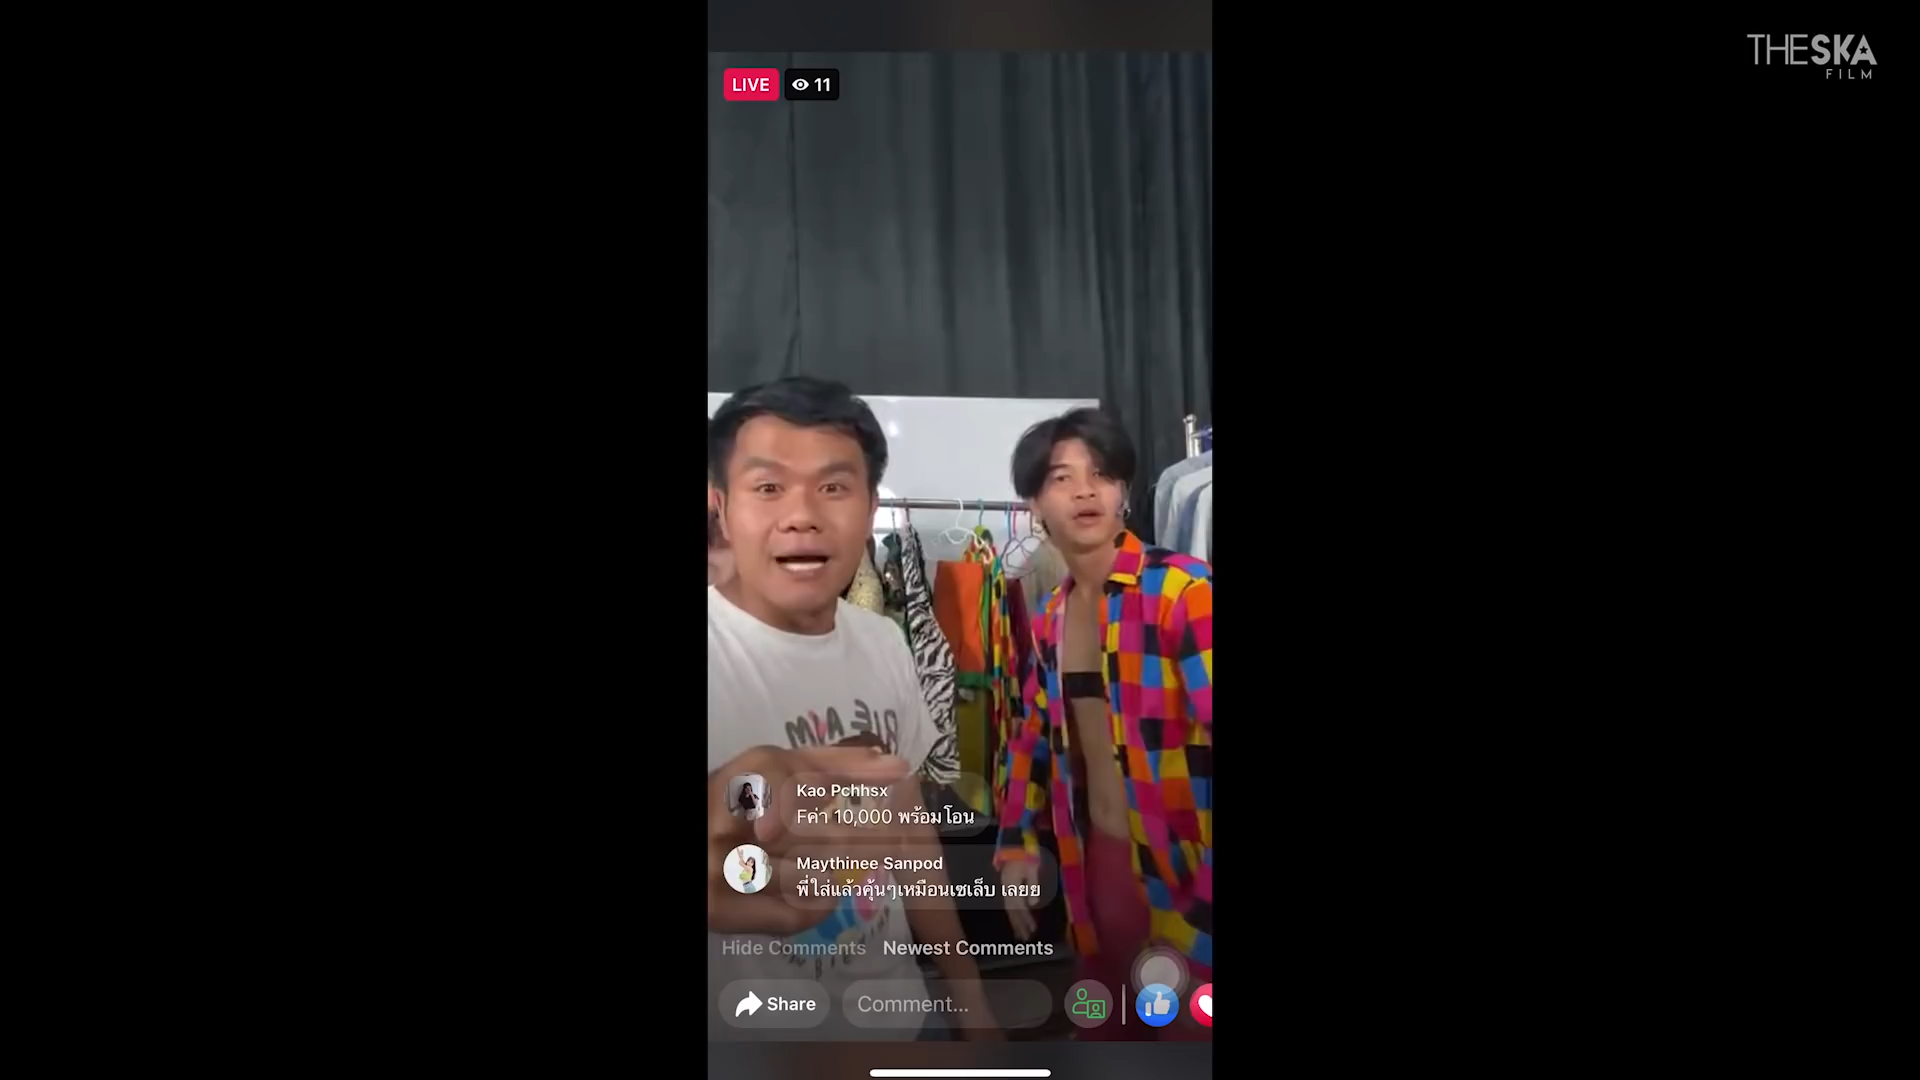 THESKA
FILM
LIVE
11
Kao Pchhsx
Fค่า 10,000 พร้อมโอน
Maythinee Sanpod
พี่ใส่แล้วคุ้นๆเหมือนเซเล็บ เลยย
Hide Comments Newest Comments
Share
Comment...